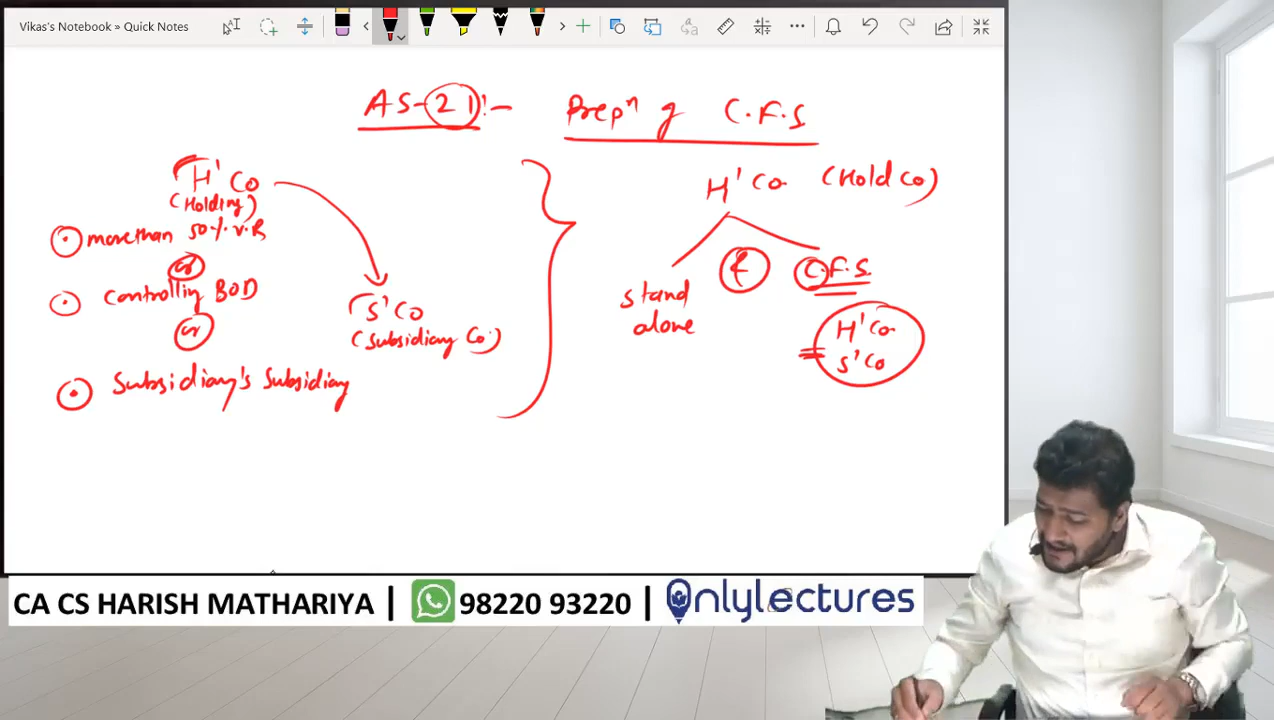 Vikas's Notebook » Quick Notes
AS-21:- Prepn of C.F.S
H' Co
(Holding)
more than 50% V.R
or
Controlling BOD
or
Subsidiary's Subsidiary
S' Co
(Subsidiary Co.)
H' Co (Hold Co)
stand
alone
&
C.F.S.
H' Co
S' Co
CA CS HARISH MATHARIYA | 98220 93220 | Onlylectures